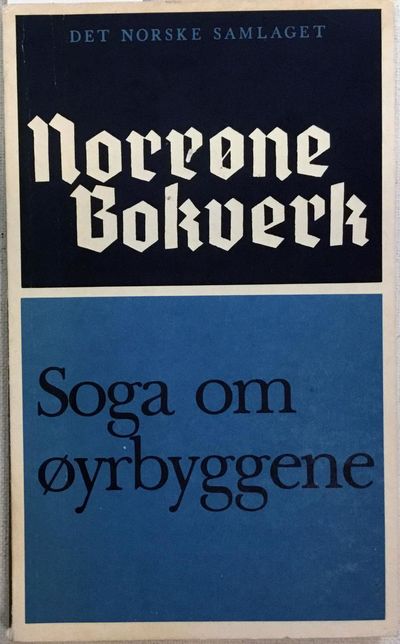 DET NORSKE SAMLAGET
Norrøne
Bokverk
Soga om
øyrbyggene